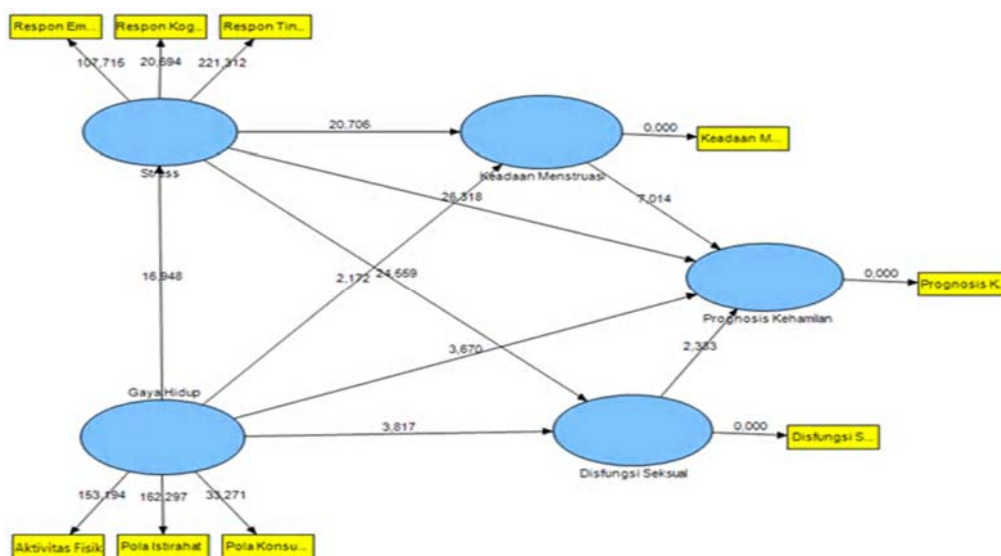 Respon Em...
Respon Kog...
Respon Tin...
107,715
20,694
221,312
20,706
0,000
Keadaan M...
Stress
Keadaan Menstruasi
26,318
7,014
16,948
2,172
24,559
0,000
Prognosis K...
Prognosis Kehamilan
3,670
2,333
Gaya Hidup
3,817
0,000
Disfungsi S...
Disfungsi Seksual
153,194
162,297
33,271
Aktivitas Fisik
Pola Istirahat
Pola Konsu...